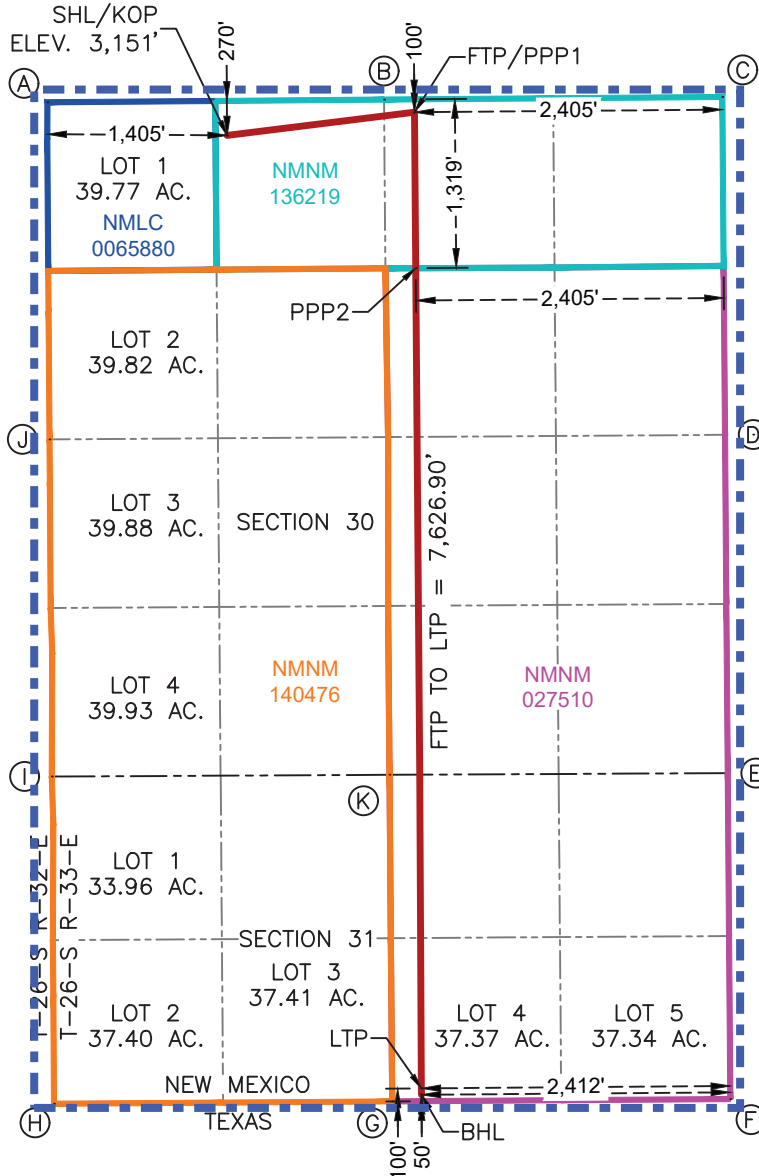 SHL/KOP
ELEV. 3,151'
270'
100'
FTP/PPP1
A
B
C
1,405'
2,405'
LOT 1
39.77 AC.
NMLC
0065880
NMNM
136219
1,319'
PPP2
2,405'
LOT 2
39.82 AC.
J
D
LOT 3
39.88 AC.
SECTION 30
FTP TO LTP = 7,626.90'
LOT 4
39.93 AC.
NMNM
140476
NMNM
027510
I
E
K
T-26-S R-32-E
T-26-S R-33-E
LOT 1
33.96 AC.
SECTION 31
LOT 3
37.41 AC.
LOT 2
37.40 AC.
LOT 4
37.37 AC.
LOT 5
37.34 AC.
LTP
NEW MEXICO
2,412'
H
TEXAS
G
BHL
F
100'
50'